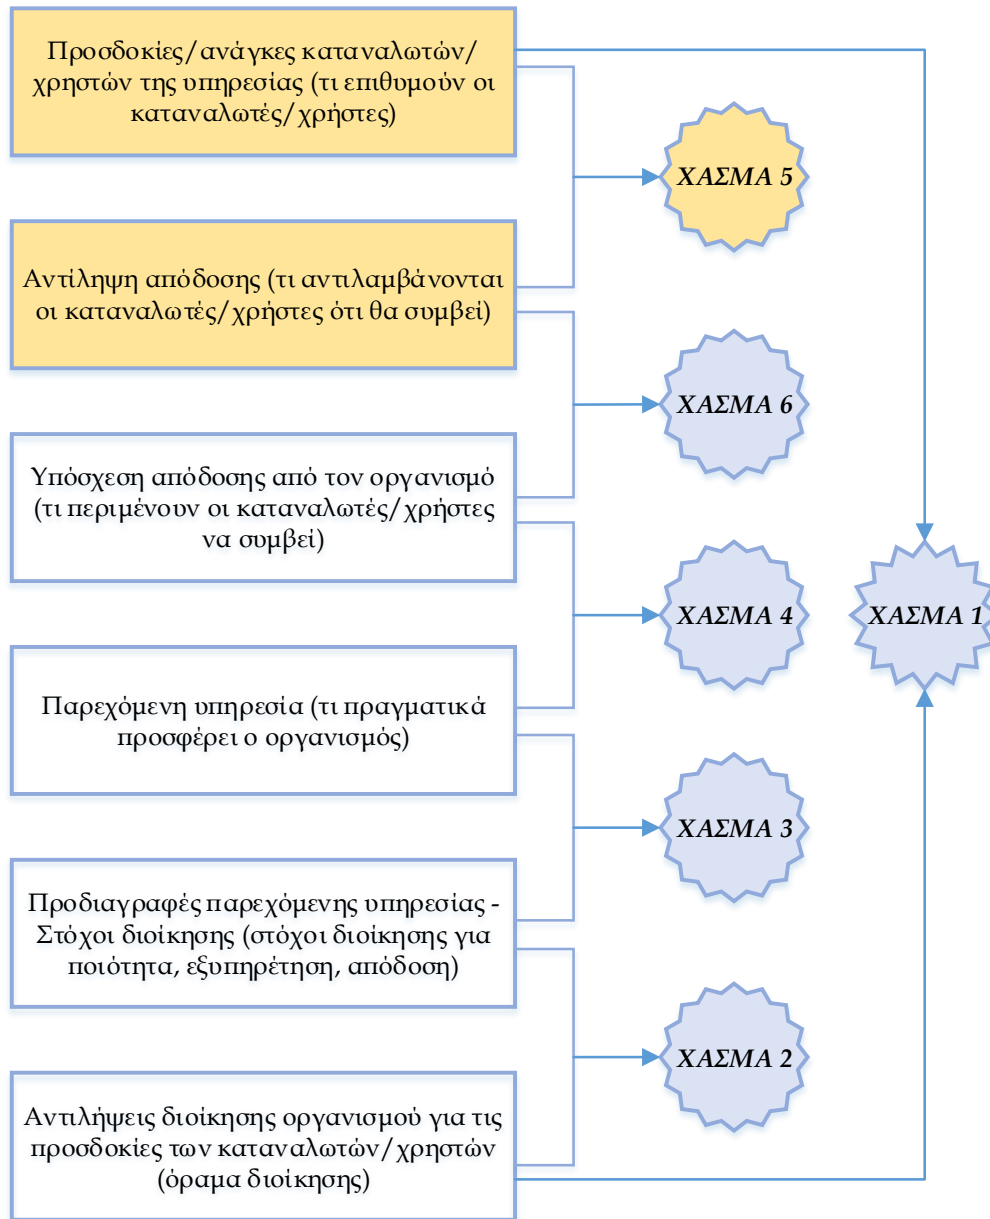 Προσδοκίες/ανάγκες καταναλωτών/
χρηστών της υπηρεσίας (τι επιθυμούν οι
καταναλωτές/χρήστες)
ΧΑΣΜΑ 5
Αντίληψη απόδοσης (τι αντιλαμβάνονται
οι καταναλωτές/χρήστες ότι θα συμβεί)
ΧΑΣΜΑ 6
Υπόσχεση απόδοσης από τον οργανισμό
(τι περιμένουν οι καταναλωτές/χρήστες
να συμβεί)
ΧΑΣΜΑ 4
ΧΑΣΜΑ 1
Παρεχόμενη υπηρεσία (τι πραγματικά
προσφέρει ο οργανισμός)
ΧΑΣΜΑ 3
Προδιαγραφές παρεχόμενης υπηρεσίας -
Στόχοι διοίκησης (στόχοι διοίκησης για
ποιότητα, εξυπηρέτηση, απόδοση)
ΧΑΣΜΑ 2
Αντιλήψεις διοίκησης οργανισμού για τις
προσδοκίες των καταναλωτών/χρηστών
(όραμα διοίκησης)